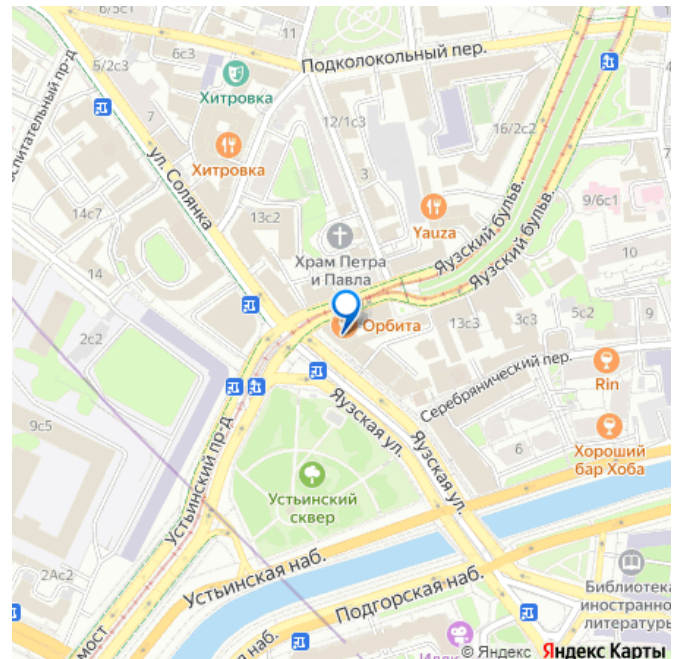 11
6с3
5/2с3
Подколокольный пер.
Хитровка
7
12/1с3
16/2с2
ул. Солянка
Хитровка
3
Yauza
9/6с1
14с7
13с2
Храм Петра
и Павла
Яузский бульв.
Яузский бульв.
10
14
Орбита
13с3
3с3
5с2
9
2с2
Серебрянический пер.
Rin
9с5
Устьинский пр-д
Яузская ул.
Яузская ул.
6
Хороший
бар Хоба
Устьинский
сквер
2Ас2
Устьинская наб.
Подгорская наб.
Библиотека
иностранно
литературы
мост
наб.
© Яндекс Яндекс Карты